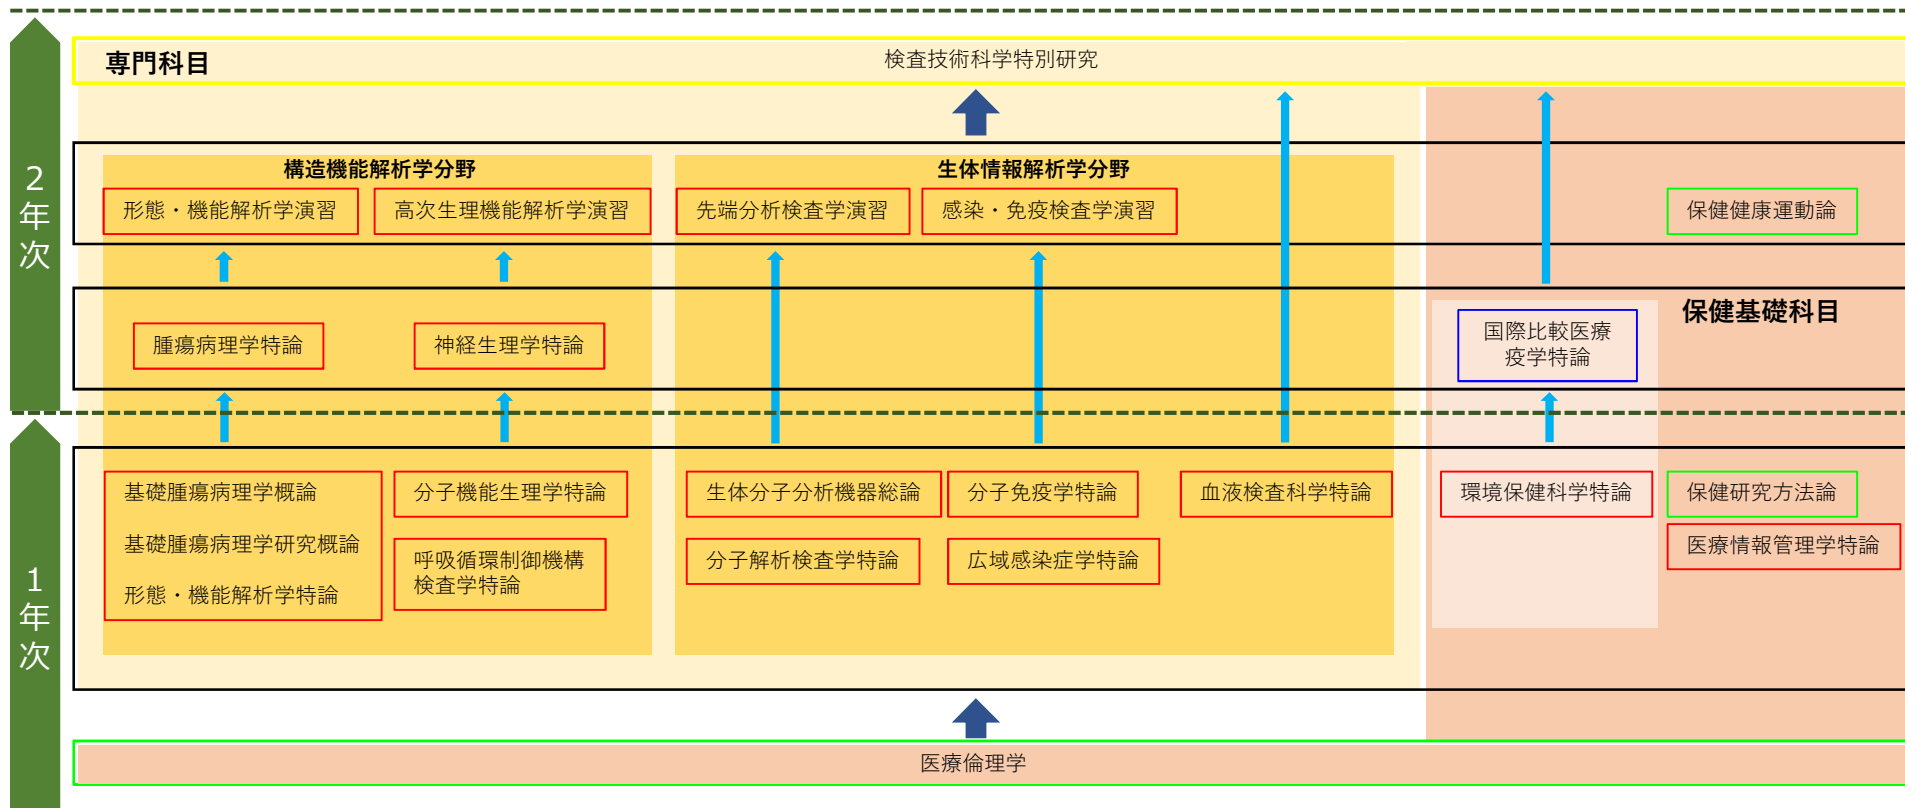 専門科目
検査技術科学特別研究
2年次
構造機能解析学分野
生体情報解析学分野
形態・機能解析学演習
高次生理機能解析学演習
先端分析検査学演習
感染・免疫検査学演習
保健健康運動論
保健基礎科目
腫瘍病理学特論
神経生理学特論
国際比較医療
疫学特論
1年次
基礎腫瘍病理学概論
基礎腫瘍病理学研究概論
形態・機能解析学特論
分子機能生理学特論
呼吸循環制御機構
検査学特論
生体分子分析機器総論
分子解析検査学特論
分子免疫学特論
広域感染症学特論
血液検査科学特論
環境保健科学特論
保健研究方法論
医療情報管理学特論
医療倫理学